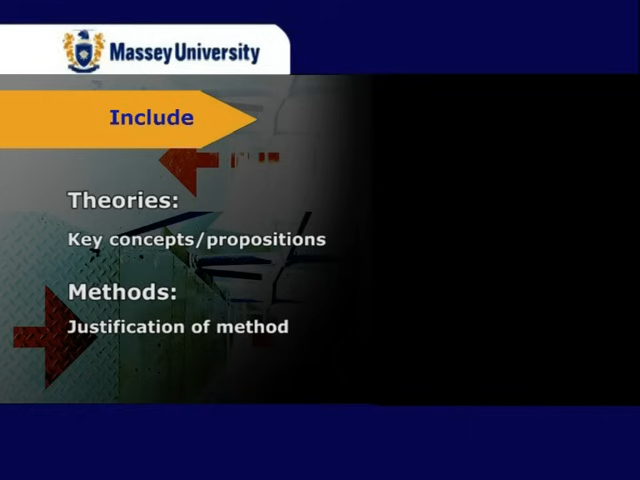 Massey University
Include
Theories:
Key concepts/propositions
Methods:
Justification of method